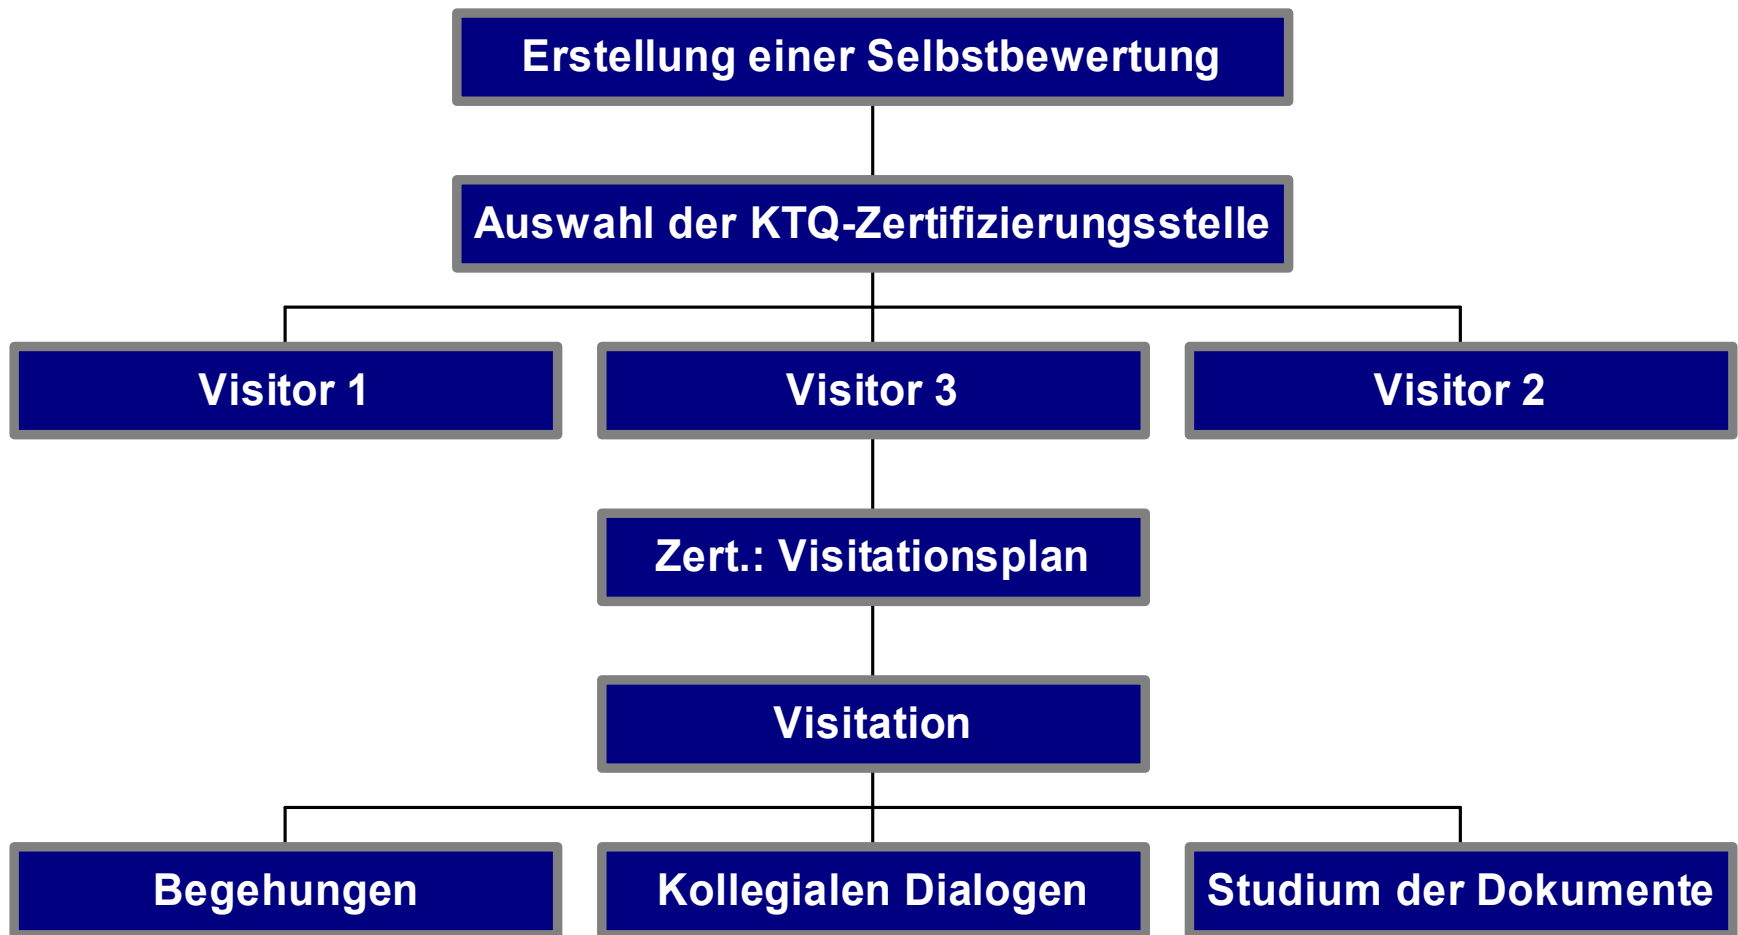 Erstellung einer Selbstbewertung
Auswahl der KTQ-Zertifizierungsstelle
Visitor 1
Visitor 3
Visitor 2
Zert.: Visitationsplan
Visitation
Begehungen
Kollegialen Dialogen
Studium der Dokumente